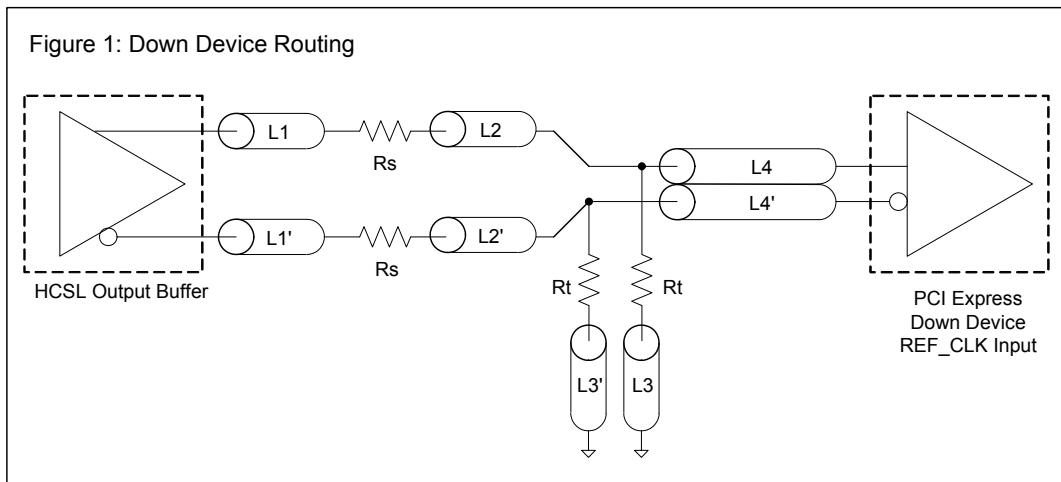 Figure 1: Down Device Routing
L1
Rs
L2
L4
L4'
L1'
Rs
L2'
HCSL Output Buffer
Rt
Rt
L3'
L3
PCI Express
Down Device
REF_CLK Input